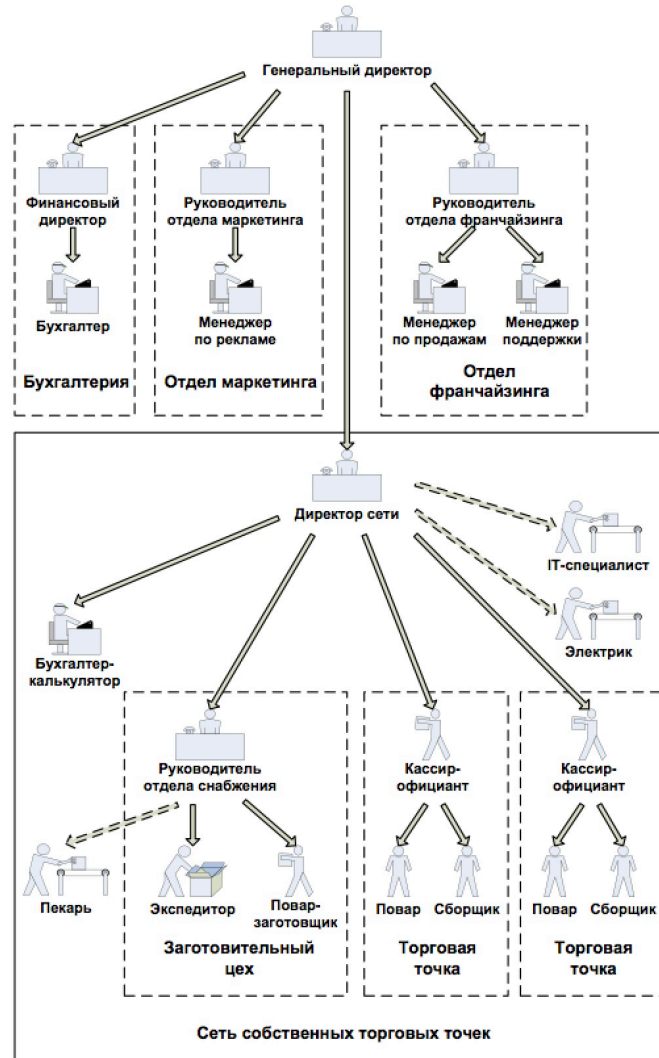 Генеральный директор
Финансовый
директор
Руководитель
отдела маркетинга
Руководитель
отдела франчайзинга
Бухгалтер
Менеджер
по рекламе
Менеджер
по продажам
Менеджер
поддержки
Бухгалтерия
Отдел маркетинга
Отдел
франчайзинга
Директор сети
IT-специалист
Электрик
Бухгалтер-
калькулятор
Руководитель
отдела снабжения
Кассир-
официант
Кассир-
официант
Пекарь
Экспедитор
Повар-
заготовщик
Повар
Сборщик
Повар
Сборщик
Заготовительный
цех
Торговая
точка
Торговая
точка
Сеть собственных торговых точек